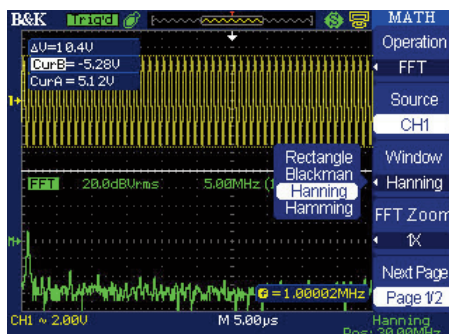 B&K Trig'd MATH
ΔV=10.4V
CurB= -5.28V
CurA= 5.12V
Operation
FFT
Source
CH1
1
Window
Hanning
Rectangle
Blackman
Hanning
Hamming
FFT 20.0dBVrms 5.00MHz (1
FFT Zoom
1X
M
Next Page
Page 1/2
f =1.00002MHz
CH1 ~ 2.00V M 5.00μs Hanning
Pos: 30.00MHz